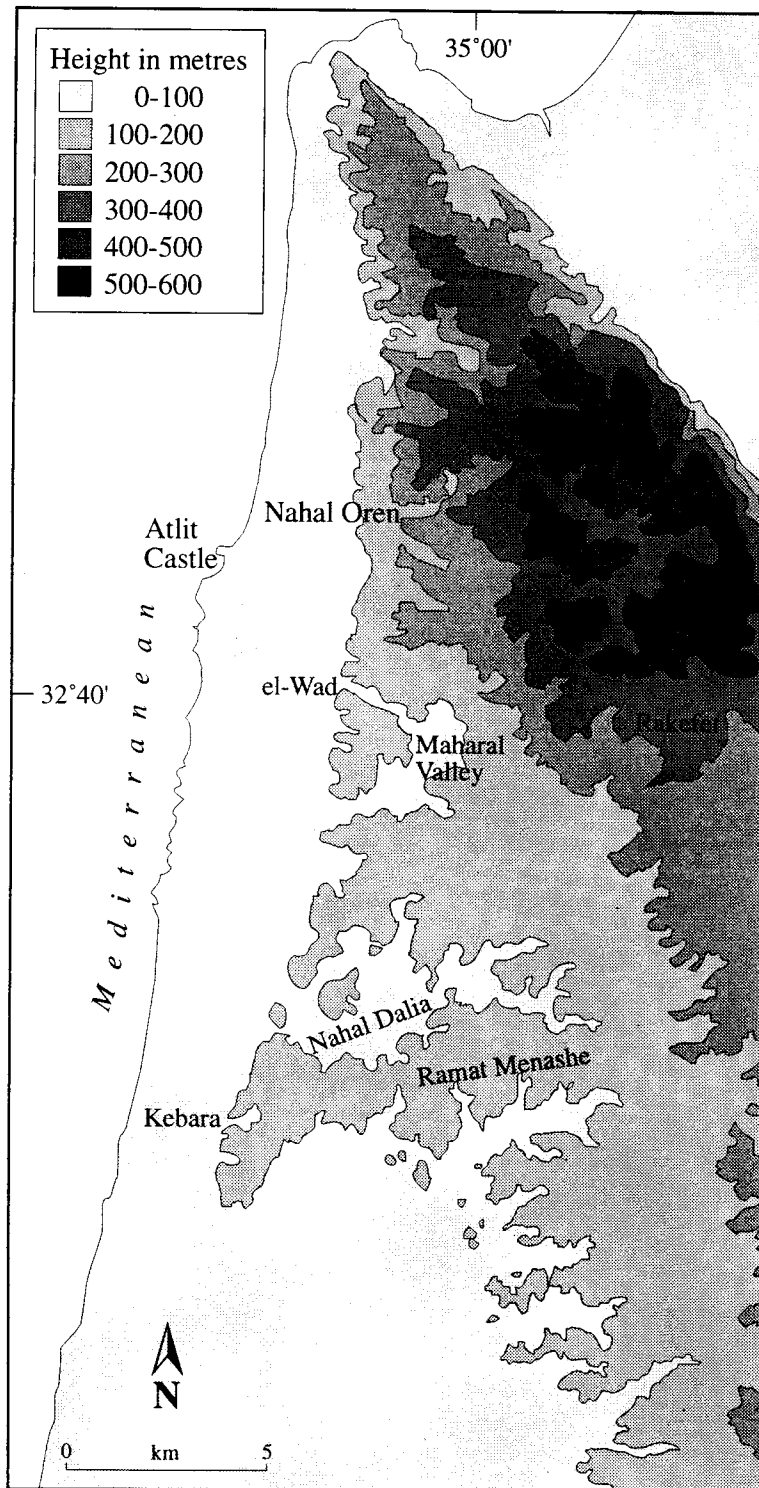 35°00'
Height in metres
0-100
100-200
200-300
300-400
400-500
500-600
Nahal Oren
Atlit
Castle
Mediterranean
32°40'
el-Wad
Rakefet
Maharal
Valley
Nahal Dalia
Ramat Menashe
Kebara
N
0 km 5